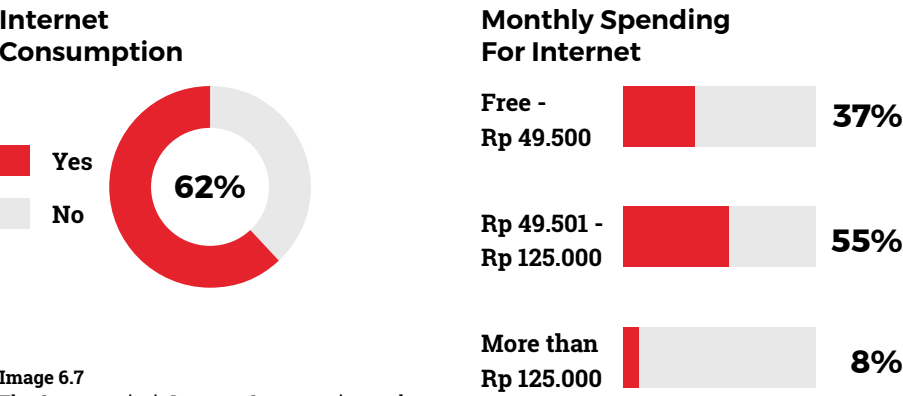 Internet
Consumption
Yes
No
62%
Image 6.7
Monthly Spending
For Internet
Free -
Rp 49.500
37%
Rp 49.501 -
Rp 125.000
55%
More than
Rp 125.000
8%